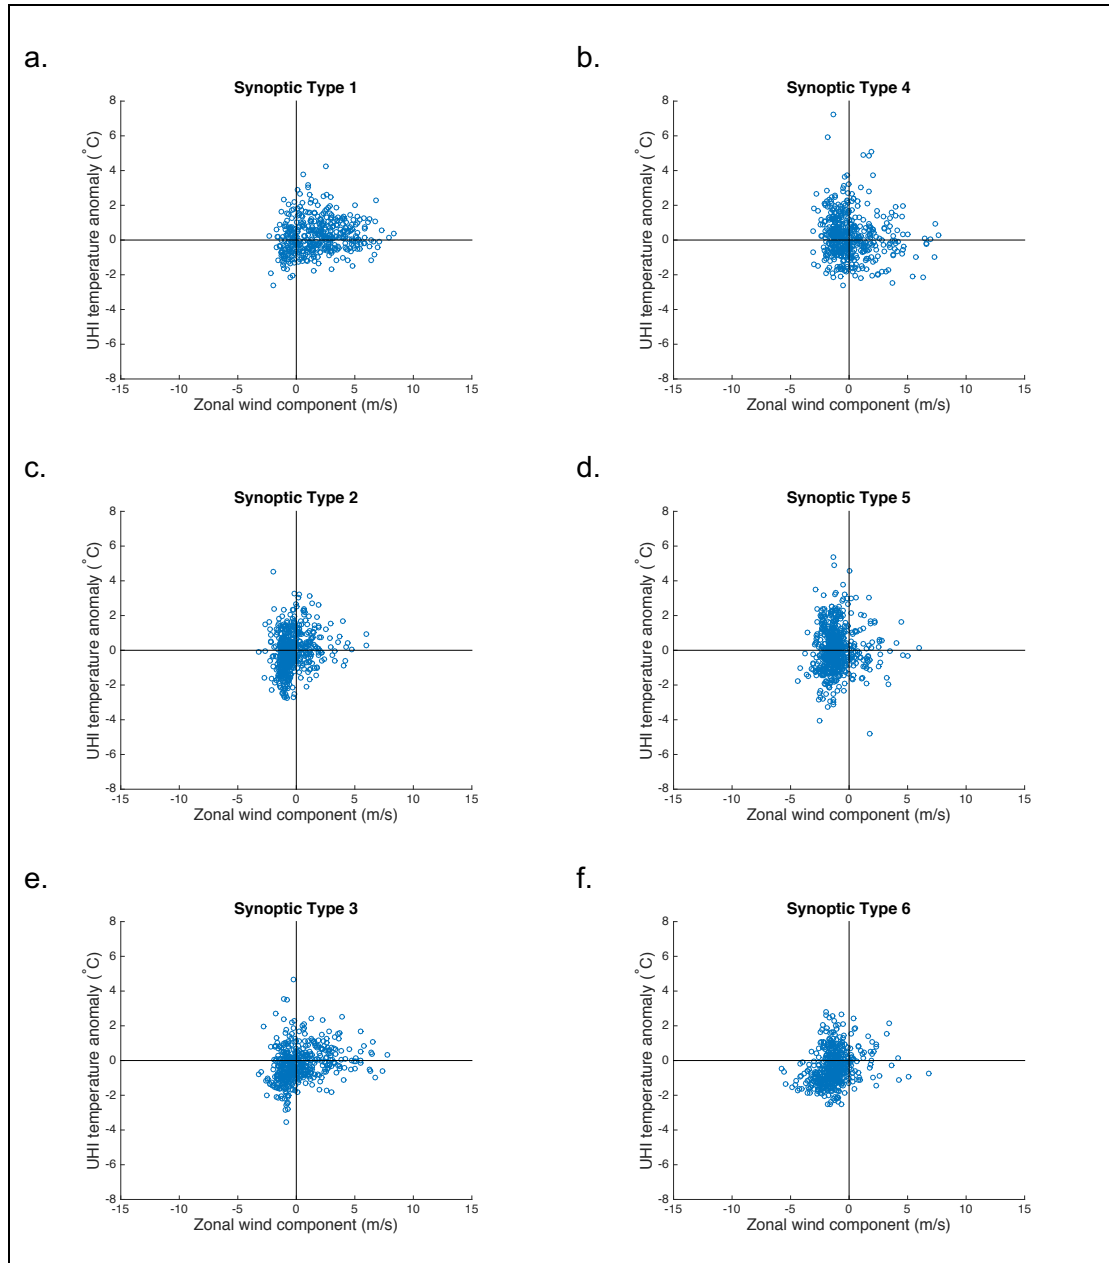 a.
Synoptic Type 1
8
6
4
2
0
-2
-4
-6
-8
UHI temperature anomaly (°C)
-15 -10 -5 0 5 10 15
Zonal wind component (m/s)
b.
Synoptic Type 4
8
6
4
2
0
-2
-4
-6
-8
UHI temperature anomaly (°C)
-15 -10 -5 0 5 10 15
Zonal wind component (m/s)
c.
Synoptic Type 2
8
6
4
2
0
-2
-4
-6
-8
UHI temperature anomaly (°C)
-15 -10 -5 0 5 10 15
Zonal wind component (m/s)
d.
Synoptic Type 5
8
6
4
2
0
-2
-4
-6
-8
UHI temperature anomaly (°C)
-15 -10 -5 0 5 10 15
Zonal wind component (m/s)
e.
Synoptic Type 3
8
6
4
2
0
-2
-4
-6
-8
UHI temperature anomaly (°C)
-15 -10 -5 0 5 10 15
Zonal wind component (m/s)
f.
Synoptic Type 6
8
6
4
2
0
-2
-4
-6
-8
UHI temperature anomaly (°C)
-15 -10 -5 0 5 10 15
Zonal wind component (m/s)